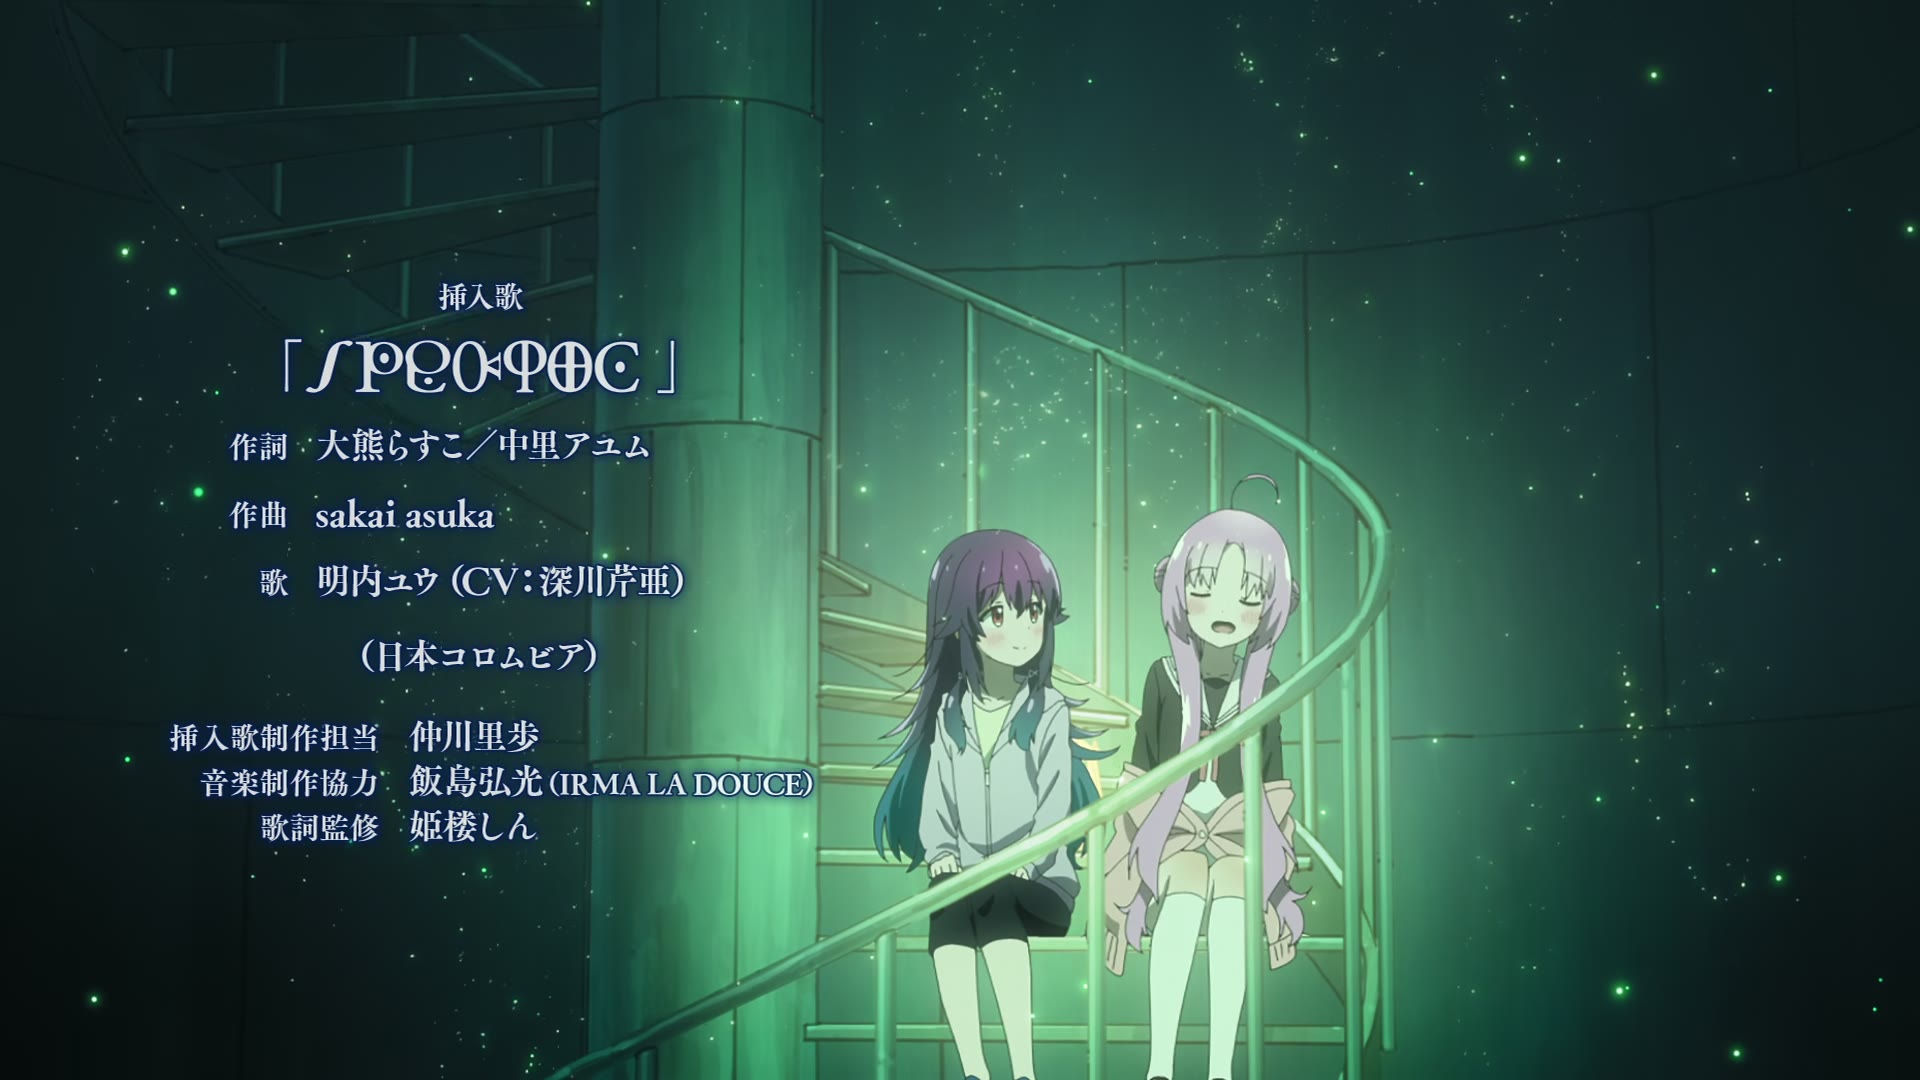 挿入歌
作詞 大熊らすこ／中里アユム
作曲 sakai asuka
歌 明内ユウ（CV：深川芹亜）
（日本コロムビア）
挿入歌制作担当 仲川里歩
音楽制作協力 飯島弘光（IRMA LA DOUCE）
歌詞監修 姫楼しん